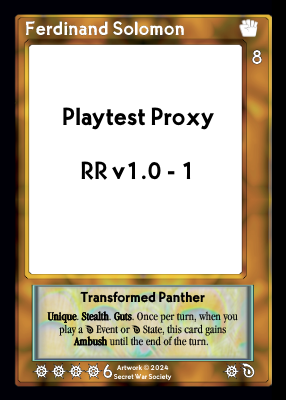 Ferdinand Solomon
8
Playtest Proxy
RR v1.0 - 1
Transformed Panther
Unique. Stealth. Guts. Once per turn, when you
play a Event or State, this card gains
Ambush until the end of the turn.
6
Artwork © 2024
Secret War Society